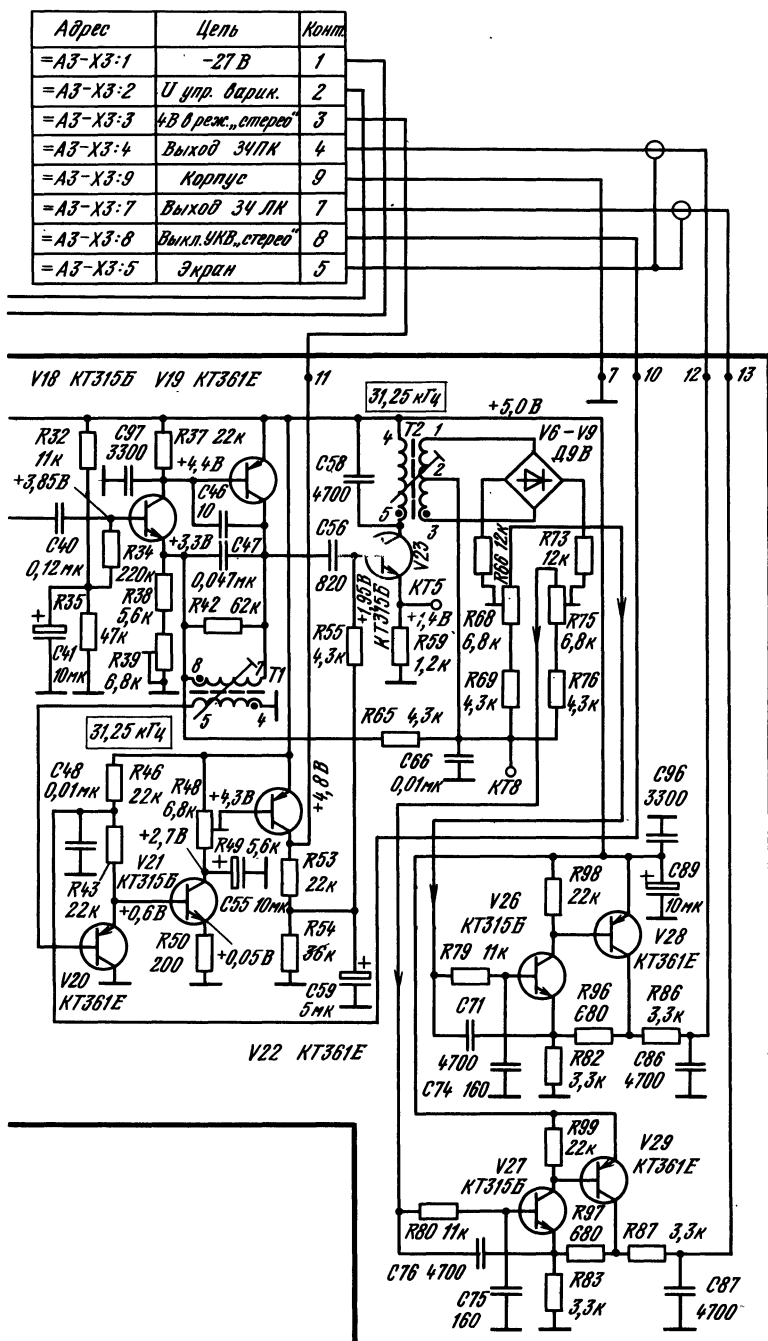 Адрес Цепь Конт.
=А3-Х3:1 -27 В 1
=А3-Х3:2 U упр. варик. 2
=А3-Х3:3 4В в реж. „стерео" 3
=А3-Х3:4 Выход ЗЧ ПК 4
=А3-Х3:9 Корпус 9
=А3-Х3:7 Выход ЗЧ ЛК 7
=А3-Х3:8 Выкл. УКВ „стерео" 8
=А3-Х3:5 Экран 5
V18 КТ315Б V19 КТ361Е 11 7 10 12 13
31,25 кГц
+5,0 В
R32
11к
C97
3300
R37 22к
+4,4В
+3,85В
C46
10
C40
0,12мк
R34
220к
+3,3В
C47
0,047мк
R35
47к
+
C41
10мк
R38
5,6к
R39
6,8к
R42 62к
8 7 T1
5 4
C58
4700
4 T2 1
2
5 3
V6-V9
Д9В
C56
820
V23
КТ315Б
+1,95В
КТ5
+1,4В
R55
4,3к
R59
1,2к
R66 12к
R73
12к
R68
6,8к
R75
6,8к
R69
4,3к
R76
4,3к
R65 4,3к
C66
0,01мк
КТ8
31,25 кГц
C48
0,01мк
R46
22к
R48
6,8к
+4,3В
+4,8В
+2,7В
V21
КТ315Б
R49 5,6к
+
C55 10мк
R43
22к
+0,6В
R53
22к
R50
200
+0,05В
R54
36к
V20
КТ361Е
+
C59
5мк
V22 КТ361Е
C96
3300
R98
22к
+
C89
10мк
V26
КТ315Б
V28
КТ361Е
R79 11к
R96
680
R86
3,3к
C71
4700
C74 160
R82
3,3к
C86
4700
R99
22к
V29
КТ361Е
V27
КТ315Б
R80 11к
R97
680
R87 3,3к
C76 4700
C75
160
R83
3,3к
C87
4700